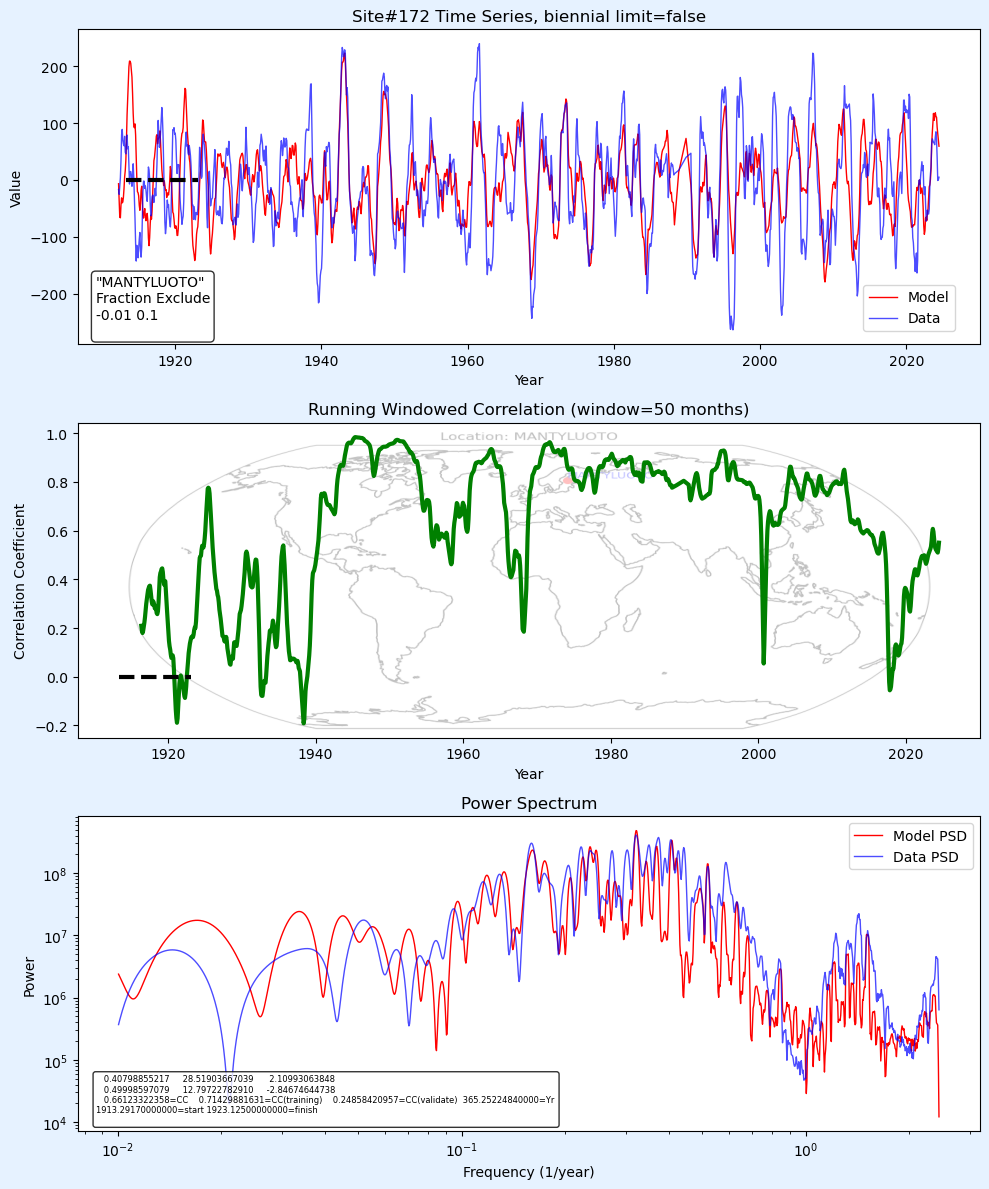 Site#172 Time Series, biennial limit=false
200
100
0
−100
−200
Value
"MANTYLUOTO"
Fraction Exclude
-0.01 0.1
Model
Data
1920
1940
1960
1980
2000
2020
Year
Running Windowed Correlation (window=50 months)
Location: MANTYLUOTO
1.0
0.8
0.6
0.4
0.2
0.0
−0.2
Correlation Coefficient
1920
1940
1960
1980
2000
2020
Year
Power Spectrum
Model PSD
Data PSD
10⁸
10⁷
10⁶
10⁵
10⁴
Power
0.40798855217 28.51903667039 2.10993063848
0.49998597079 12.79722782910 -2.84674644738
0.66123322358=CC 0.71429881631=CC(training) 0.24858420957=CC(validate) 365.25224840000=Yr
1913.29170000000=start 1923.12500000000=finish
10⁻²
10⁻¹
10⁰
Frequency (1/year)